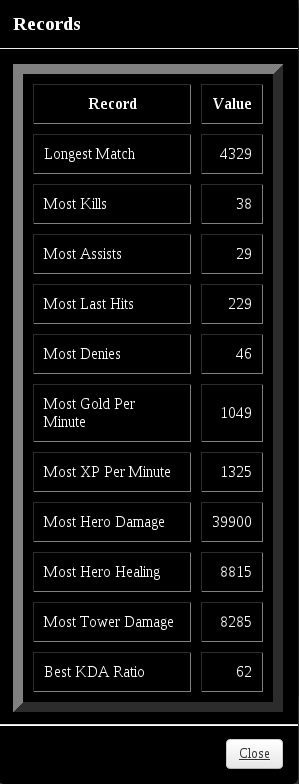 Records
Record Value
Longest Match 4329
Most Kills 38
Most Assists 29
Most Last Hits 229
Most Denies 46
Most Gold Per
Minute 1049
Most XP Per Minute 1325
Most Hero Damage 39900
Most Hero Healing 8815
Most Tower Damage 8285
Best KDA Ratio 62
Close